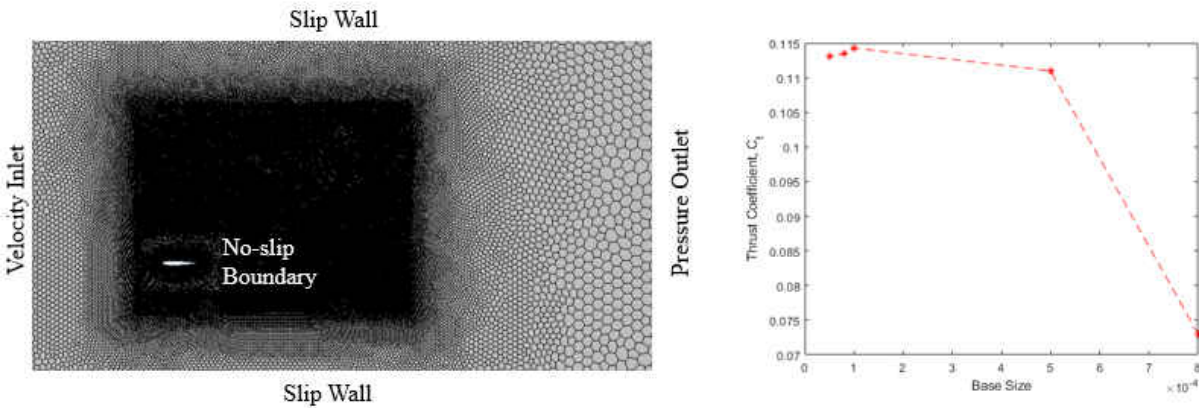 Slip Wall
Velocity Inlet
No-slip
Boundary
Pressure Outlet
Slip Wall
Thrust Coefficient, Ct
0.115
0.11
0.105
0.1
0.095
0.09
0.085
0.08
0.075
0.07
0 1 2 3 4 5 6 7 8
Base Size
×10-4